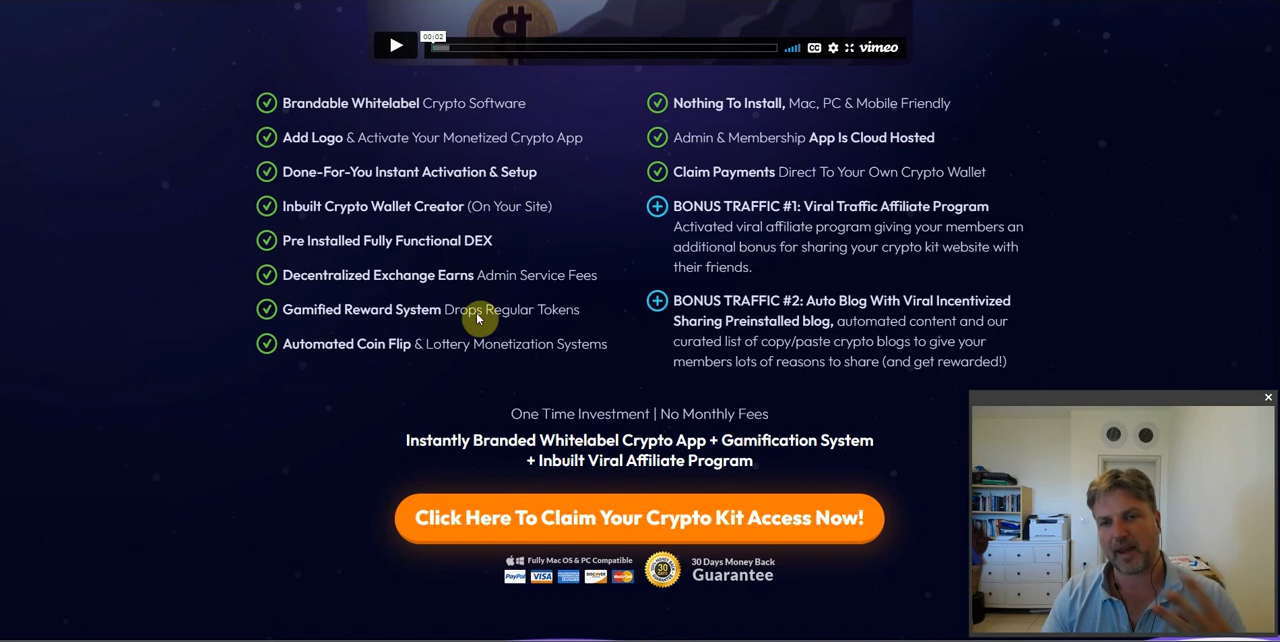 00:02
CC
vimeo
Brandable Whitelabel Crypto Software
Add Logo & Activate Your Monetized Crypto App
Done-For-You Instant Activation & Setup
Inbuilt Crypto Wallet Creator (On Your Site)
Pre Installed Fully Functional DEX
Decentralized Exchange Earns Admin Service Fees
Gamified Reward System Drops Regular Tokens
Automated Coin Flip & Lottery Monetization Systems
Nothing To Install, Mac, PC & Mobile Friendly
Admin & Membership App Is Cloud Hosted
Claim Payments Direct To Your Own Crypto Wallet
BONUS TRAFFIC #1: Viral Traffic Affiliate Program
Activated viral affiliate program giving your members an
additional bonus for sharing your crypto kit website with
their friends.
BONUS TRAFFIC #2: Auto Blog With Viral Incentivized
Sharing Preinstalled blog, automated content and our
curated list of copy/paste crypto blogs to give your
members lots of reasons to share (and get rewarded!)
One Time Investment | No Monthly Fees
Instantly Branded Whitelabel Crypto App + Gamification System
+ Inbuilt Viral Affiliate Program
Click Here To Claim Your Crypto Kit Access Now!
Fully Mac OS & PC Compatible
PayPal VISA DISCOVER MasterCard
30
30 Days Money Back
Guarantee